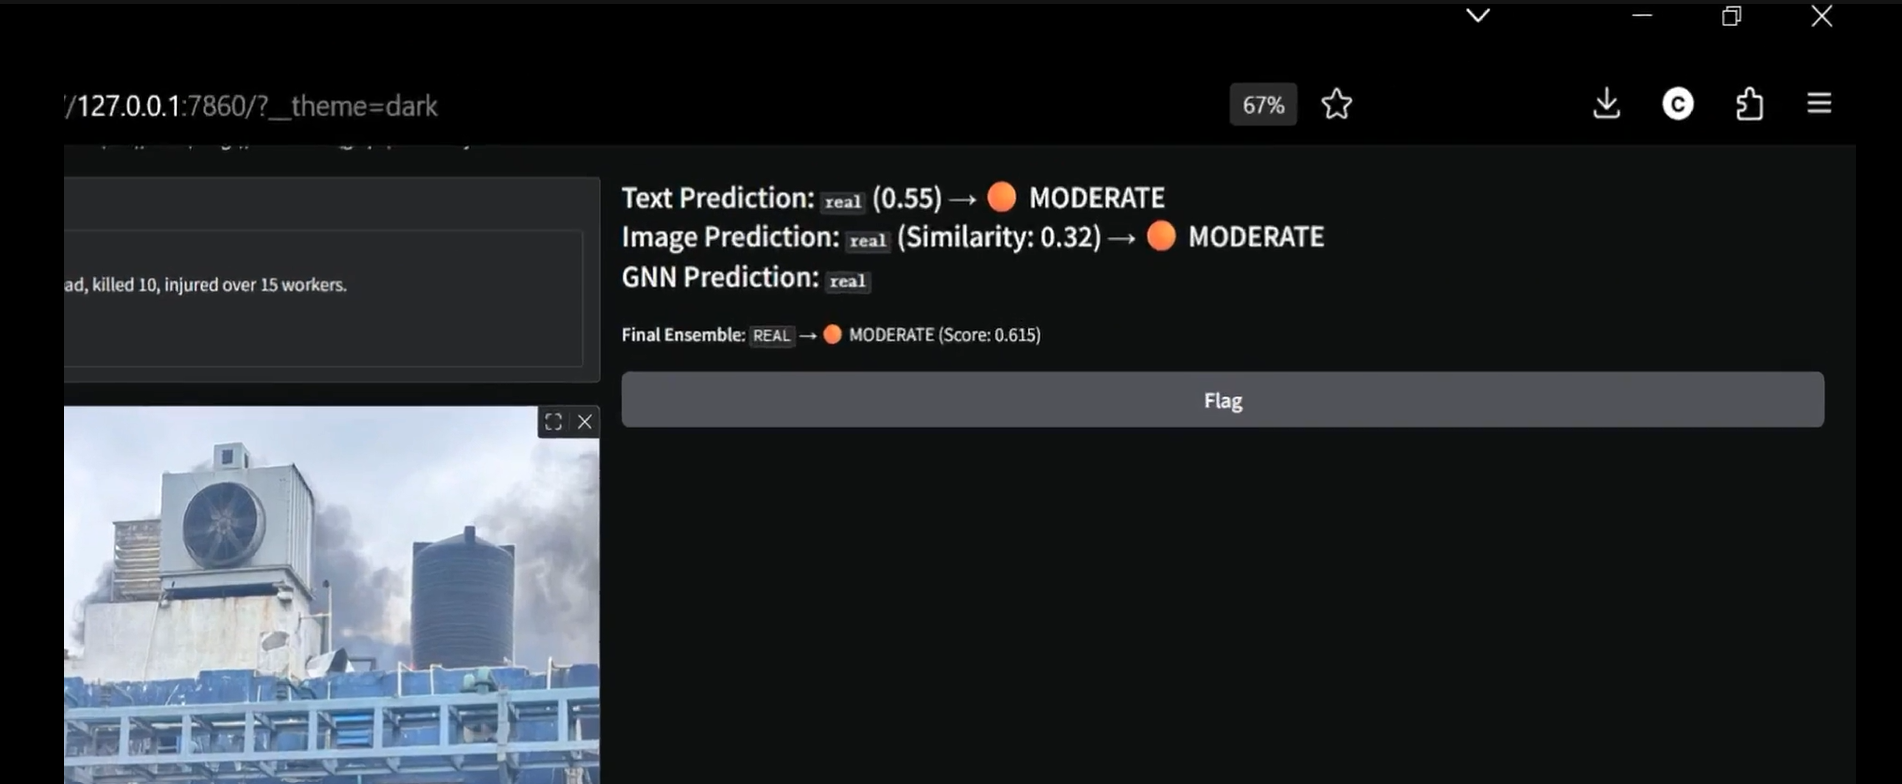 /127.0.0.1:7860/?__theme=dark
67%
C
ad, killed 10, injured over 15 workers.
Text Prediction: real (0.55) → 🟠 MODERATE
Image Prediction: real (Similarity: 0.32) → 🟠 MODERATE
GNN Prediction: real
Final Ensemble: REAL → 🟠 MODERATE (Score: 0.615)
Flag